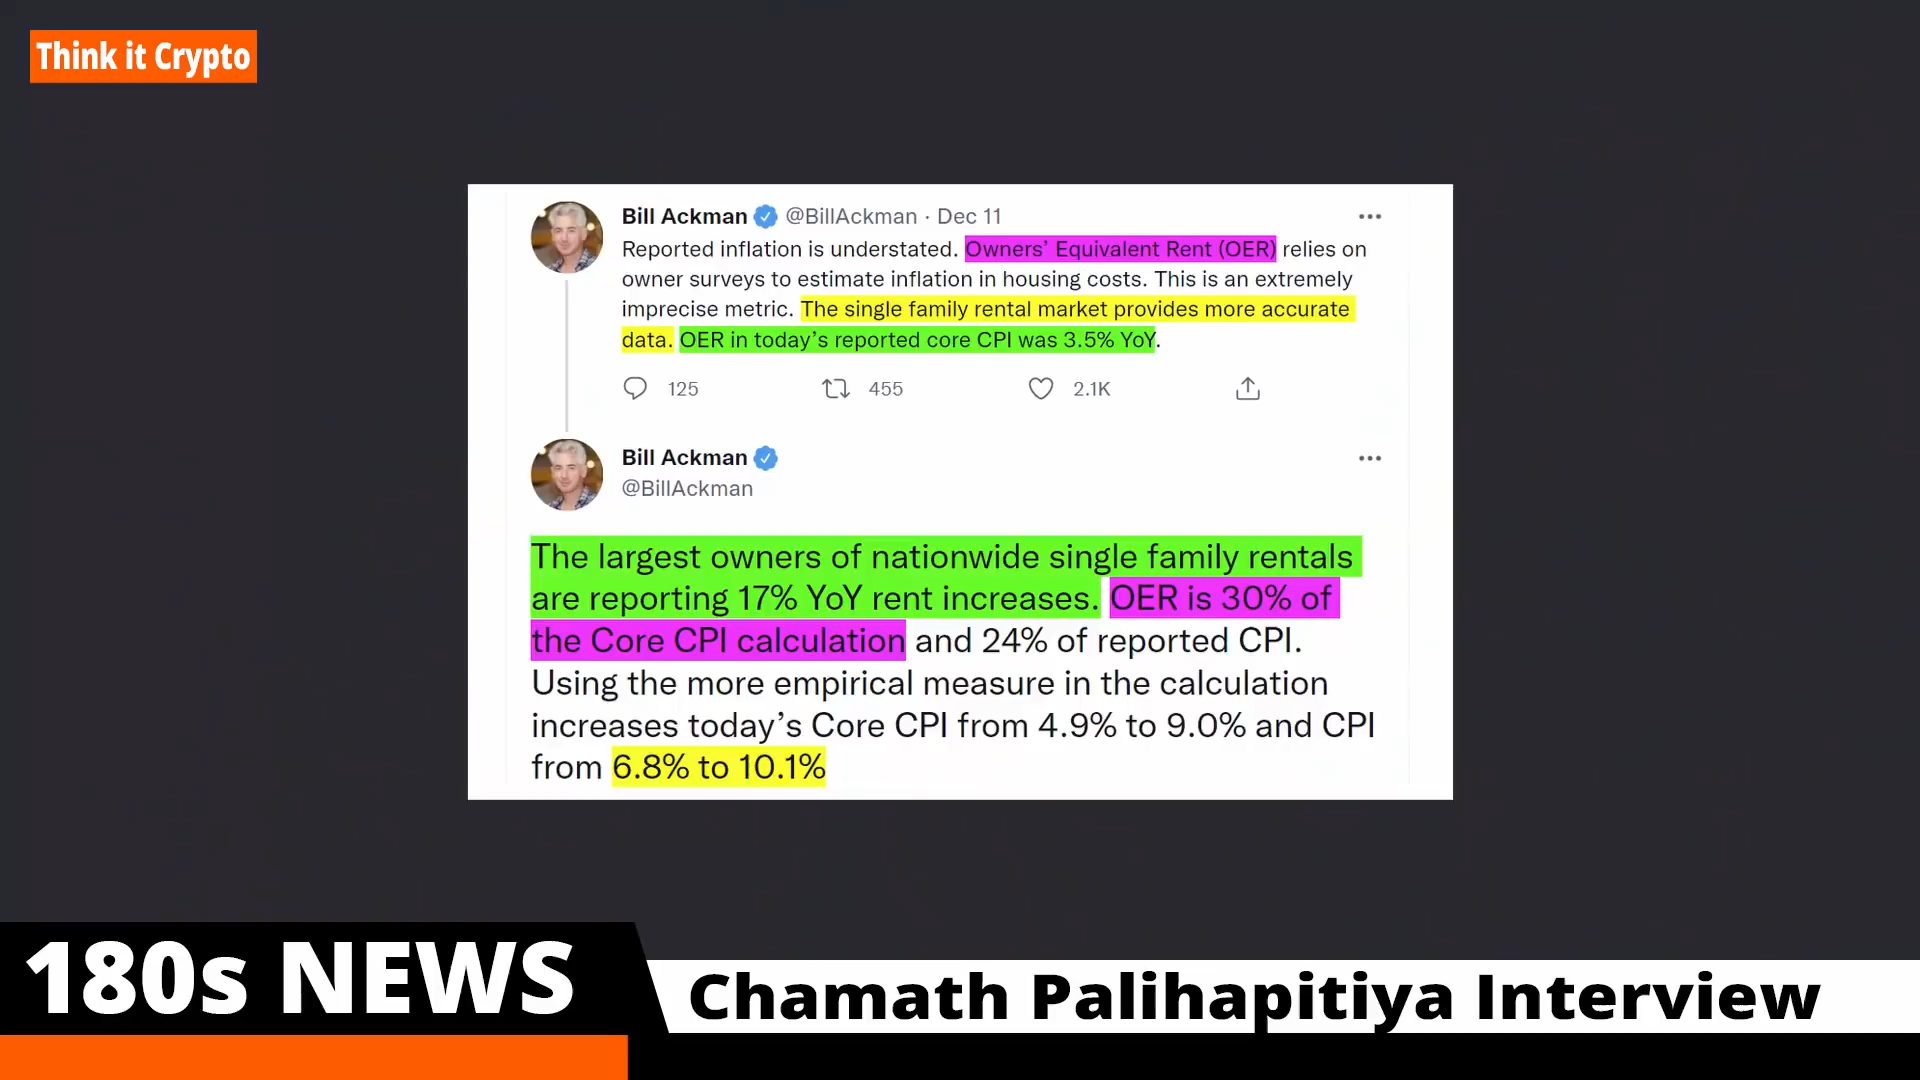 Think it Crypto
Bill Ackman @BillAckman · Dec 11
Reported inflation is understated. Owners’ Equivalent Rent (OER) relies on
owner surveys to estimate inflation in housing costs. This is an extremely
imprecise metric. The single family rental market provides more accurate
data. OER in today’s reported core CPI was 3.5% YoY.
125 455 2.1K
Bill Ackman
@BillAckman
The largest owners of nationwide single family rentals
are reporting 17% YoY rent increases. OER is 30% of
the Core CPI calculation and 24% of reported CPI.
Using the more empirical measure in the calculation
increases today’s Core CPI from 4.9% to 9.0% and CPI
from 6.8% to 10.1%
180s NEWS
Chamath Palihapitiya Interview